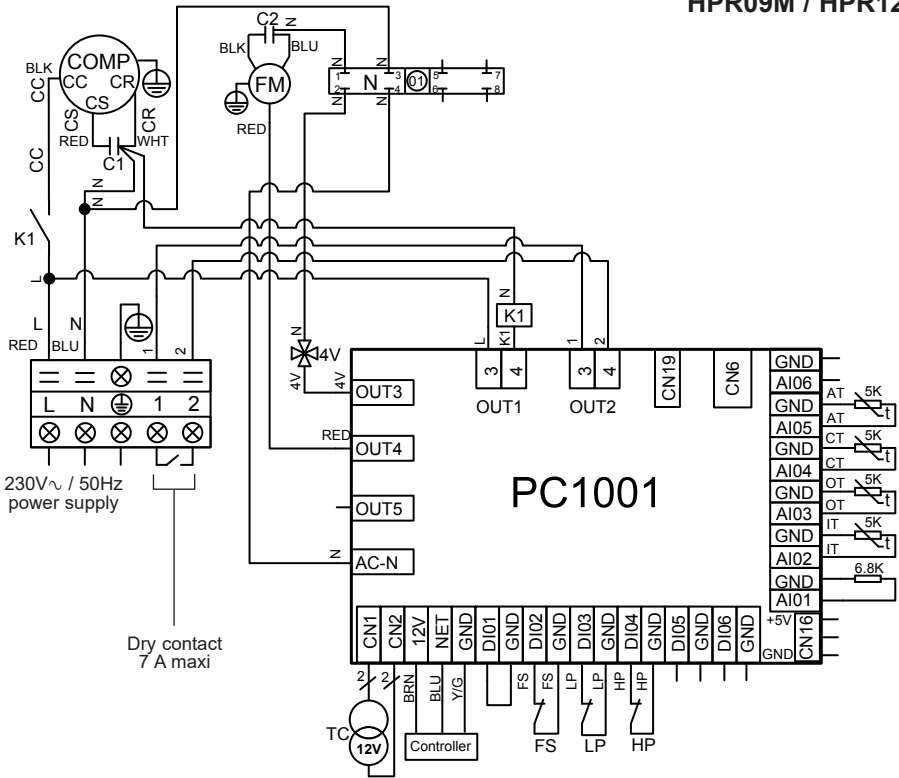 HPR09M / HPR12
C2
N
BLK
BLU
FM
RED
N
N
1
3
5
7
N
01
2
4
6
8
N
N
COMP
BLK
CC
CR
CS
CC
CS
CR
RED
WHT
C1
CC
N
N
K1
L
L
N
RED
BLU
1
2
L
N
1
2
230V∿ / 50Hz
power supply
Dry contact
7 A maxi
N
4V
4V
4V
RED
N
OUT3
OUT4
OUT5
AC-N
N
K1
L
K1
1
2
3
4
3
4
OUT1
OUT2
CN19
CN6
PC1001
GND
AI06
GND
AI05
GND
AI04
GND
AI03
GND
AI02
GND
AI01
+5V
CN16
GND
AT
5K
t
AT
CT
5K
t
CT
OT
5K
t
OT
IT
5K
t
IT
6.8K
CN1
CN2
12V
NET
GND
DI01
GND
DI02
GND
DI03
GND
DI04
GND
DI05
GND
DI06
GND
2
2
BRN
BLU
Y/G
FS
FS
LP
LP
HP
HP
TC
12V
Controller
FS
LP
HP